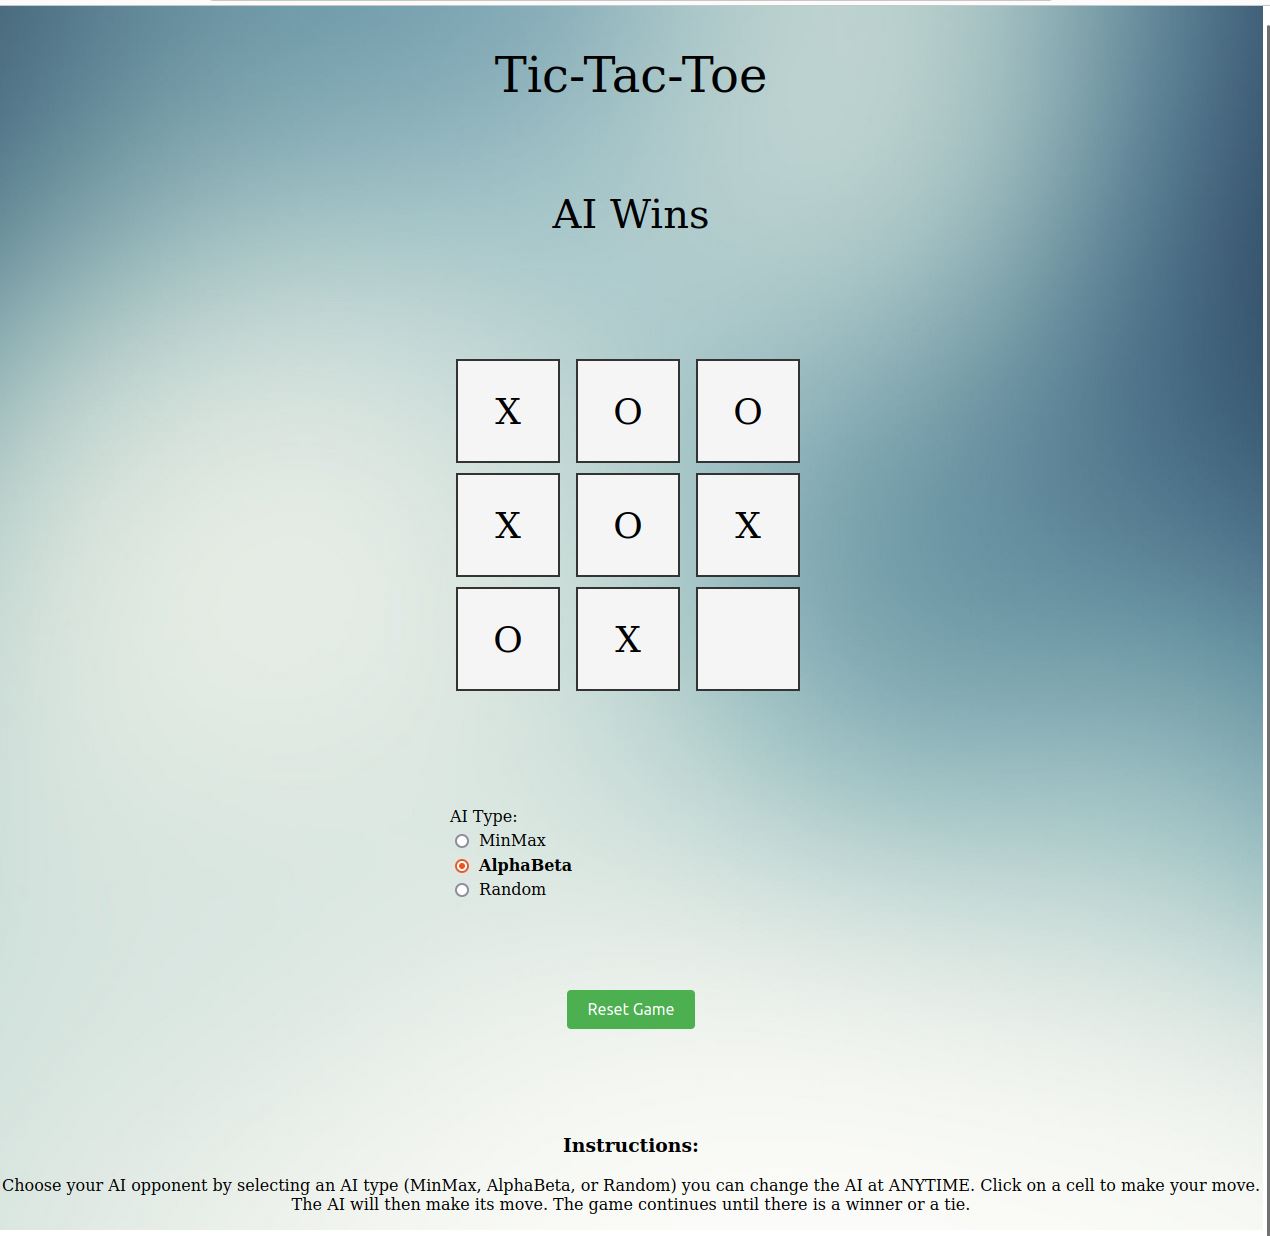 Tic-Tac-Toe
AI Wins
X O O
X O X
O X
AI Type:
MinMax
AlphaBeta
Random
Reset Game
Instructions:
Choose your AI opponent by selecting an AI type (MinMax, AlphaBeta, or Random) you can change the AI at ANYTIME. Click on a cell to make your move.
The AI will then make its move. The game continues until there is a winner or a tie.